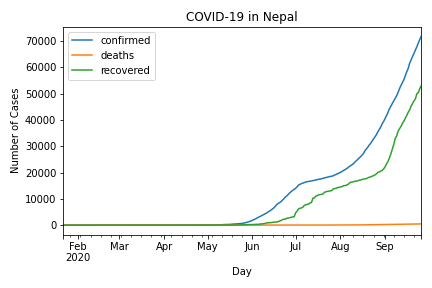 COVID-19 in Nepal
confirmed
deaths
recovered
70000
60000
50000
40000
30000
20000
10000
0
Number of Cases
Feb Mar Apr May Jun Jul Aug Sep
2020
Day